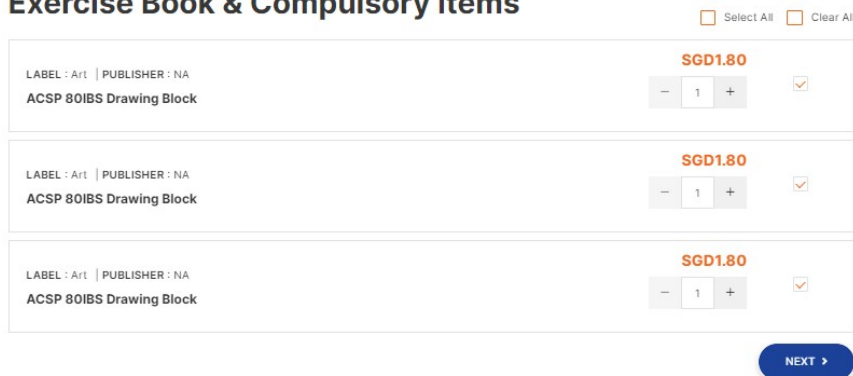 Exercise Book & Compulsory Items
Select All Clear All
SGD1.80
LABEL : Art | PUBLISHER : NA
− 1 +
ACSP 80IBS Drawing Block
SGD1.80
LABEL : Art | PUBLISHER : NA
− 1 +
ACSP 80IBS Drawing Block
SGD1.80
LABEL : Art | PUBLISHER : NA
− 1 +
ACSP 80IBS Drawing Block
NEXT >